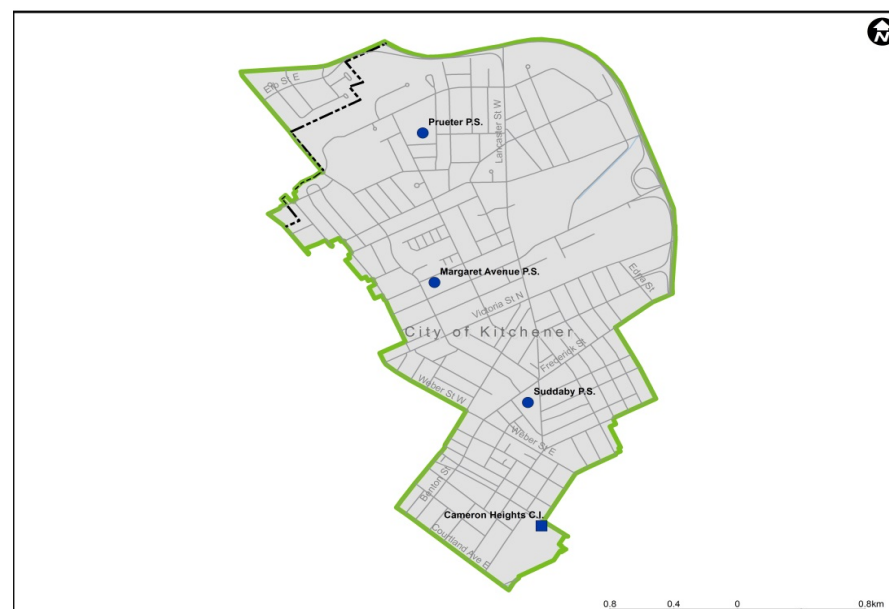 N
Elp St E
Prueter P.S.
Lancaster St W
Margaret Avenue P.S.
Edna St
Victoria St N
City of Kitchener
Frederick St
Weber St W
Suddaby P.S.
Weber St E
Benton St
Cameron Heights C.I.
Courtland Ave E
0.8 0.4 0 0.8km